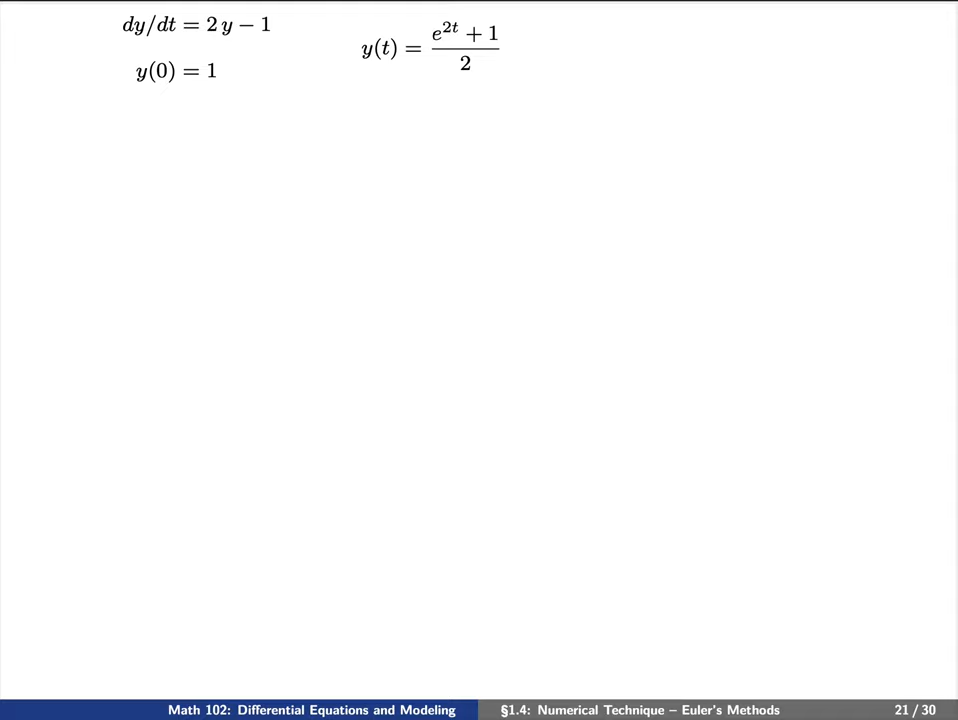 dy/dt = 2 y − 1
y(0) = 1
y(t) = (e^{2t} + 1) / 2
Math 102: Differential Equations and Modeling
§1.4: Numerical Technique – Euler's Methods
21 / 30